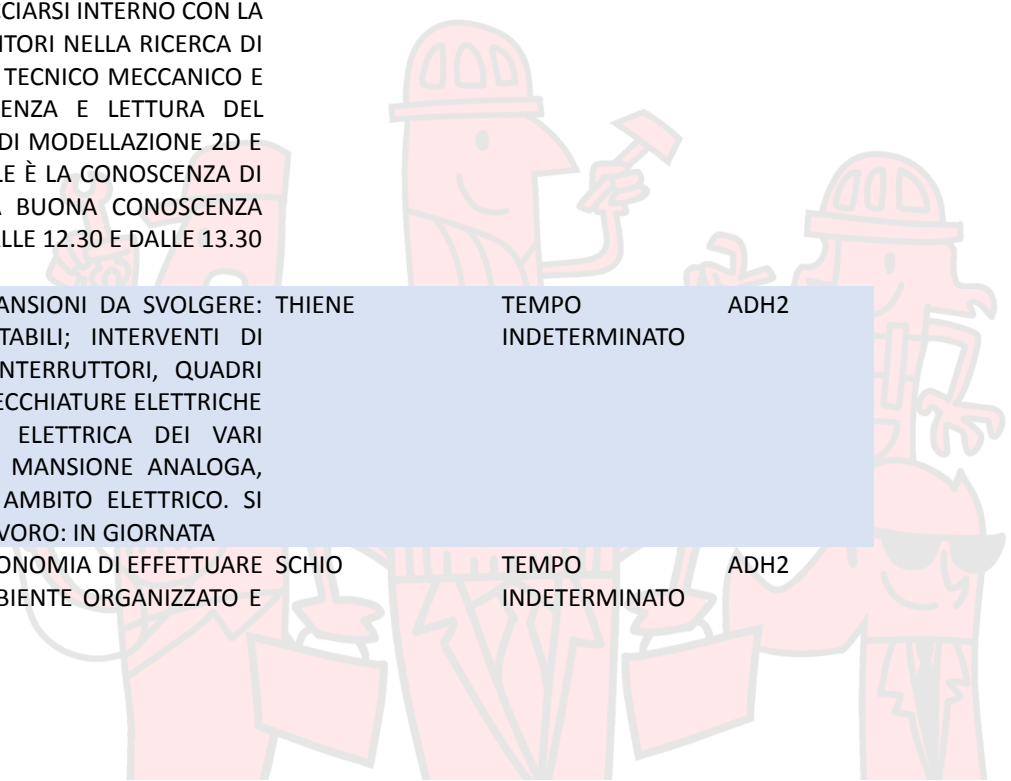 CCIARSI INTERNO CON LA
ITORI NELLA RICERCA DI
TECNICO MECCANICO E
ENZA E LETTURA DEL
DI MODELLAZIONE 2D E
LE È LA CONOSCENZA DI
A BUONA CONOSCENZA
ALLE 12.30 E DALLE 13.30
ANSIONI DA SVOLGERE: THIENE TEMPO ADH2
TABILI; INTERVENTI DI INDETERMINATO
NTERRUTTORI, QUADRI
ECCHIATURE ELETTRICHE
ELETTRICA DEI VARI
MANSIONE ANALOGA,
AMBITO ELETTRICO. SI
VORO: IN GIORNATA
ONOMIA DI EFFETTUARE SCHIO TEMPO ADH2
BIENTE ORGANIZZATO E INDETERMINATO